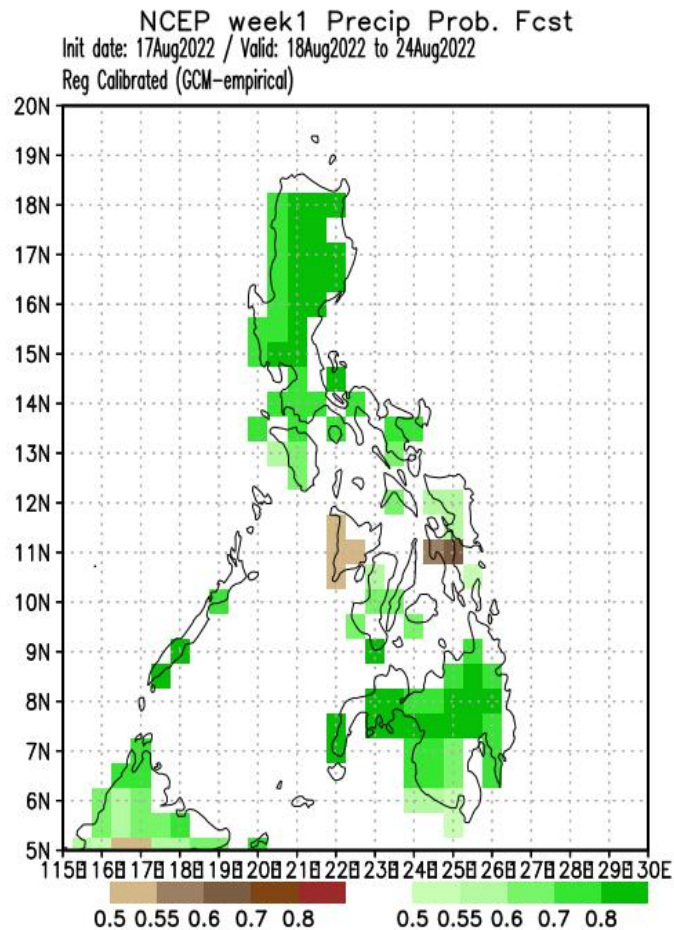 NCEP week1 Precip Prob. Fcst
Init date: 17Aug2022 / Valid: 18Aug2022 to 24Aug2022
Reg Calibrated (GCM-empirical)
20N
19N
18N
17N
16N
15N
14N
13N
12N
11N
10N
9N
8N
7N
6N
5N
115E 116E 117E 118E 119E 120E 121E 122E 123E 124E 125E 126E 127E 128E 129E 130E
0.5 0.55 0.6 0.7 0.8 0.5 0.55 0.6 0.7 0.8